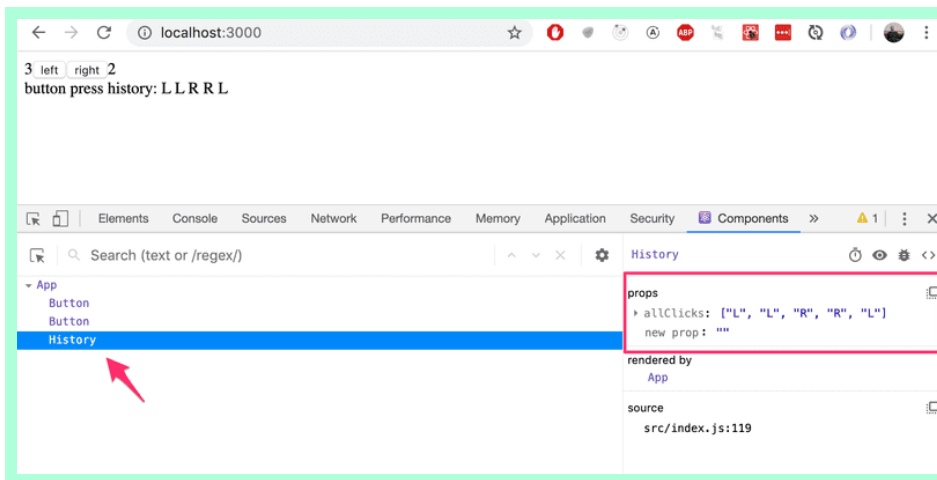 localhost:3000
ABP
3 left right 2
button press history: L L R R L
Elements Console Sources Network Performance Memory Application Security Components » 1
Search (text or /regex/)
App
Button
Button
History
History
props
allClicks: ["L", "L", "R", "R", "L"]
new prop: ""
rendered by
App
source
src/index.js:119